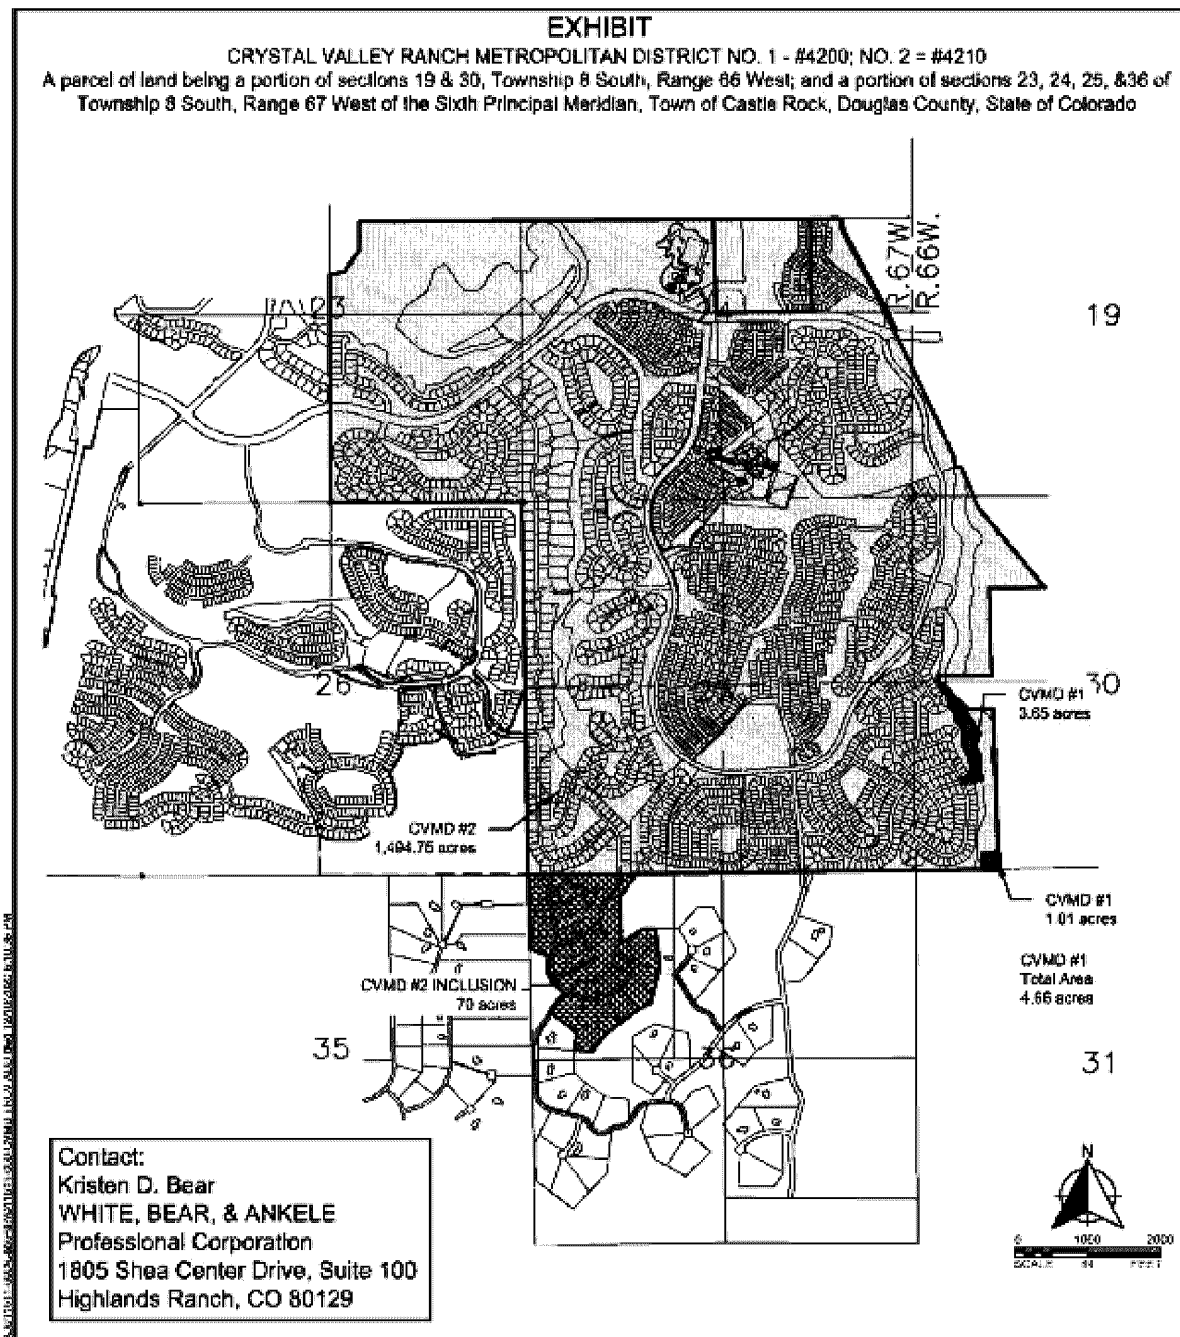 EXHIBIT
CRYSTAL VALLEY RANCH METROPOLITAN DISTRICT NO. 1 - #4200; NO. 2 = #4210
A parcel of land being a portion of sections 19 & 30, Township 8 South, Range 66 West; and a portion of sections 23, 24, 25, &36 of
Township 8 South, Range 67 West of the Sixth Principal Meridian, Town of Castle Rock, Douglas County, State of Colorado
R. 67W.
R. 66W.
23
19
26
30
CVMD #1
3.65 acres
CVMD #2
1,494.75 acres
CVMD #1
1.01 acres
CVMD #1
Total Area
4.66 acres
CVMD #2 INCLUSION
70 acres
35
31
Contact:
Kristen D. Bear
WHITE, BEAR, & ANKELE
Professional Corporation
1805 Shea Center Drive, Suite 100
Highlands Ranch, CO 80129
N
0 1000 2000
SCALE IN FEET